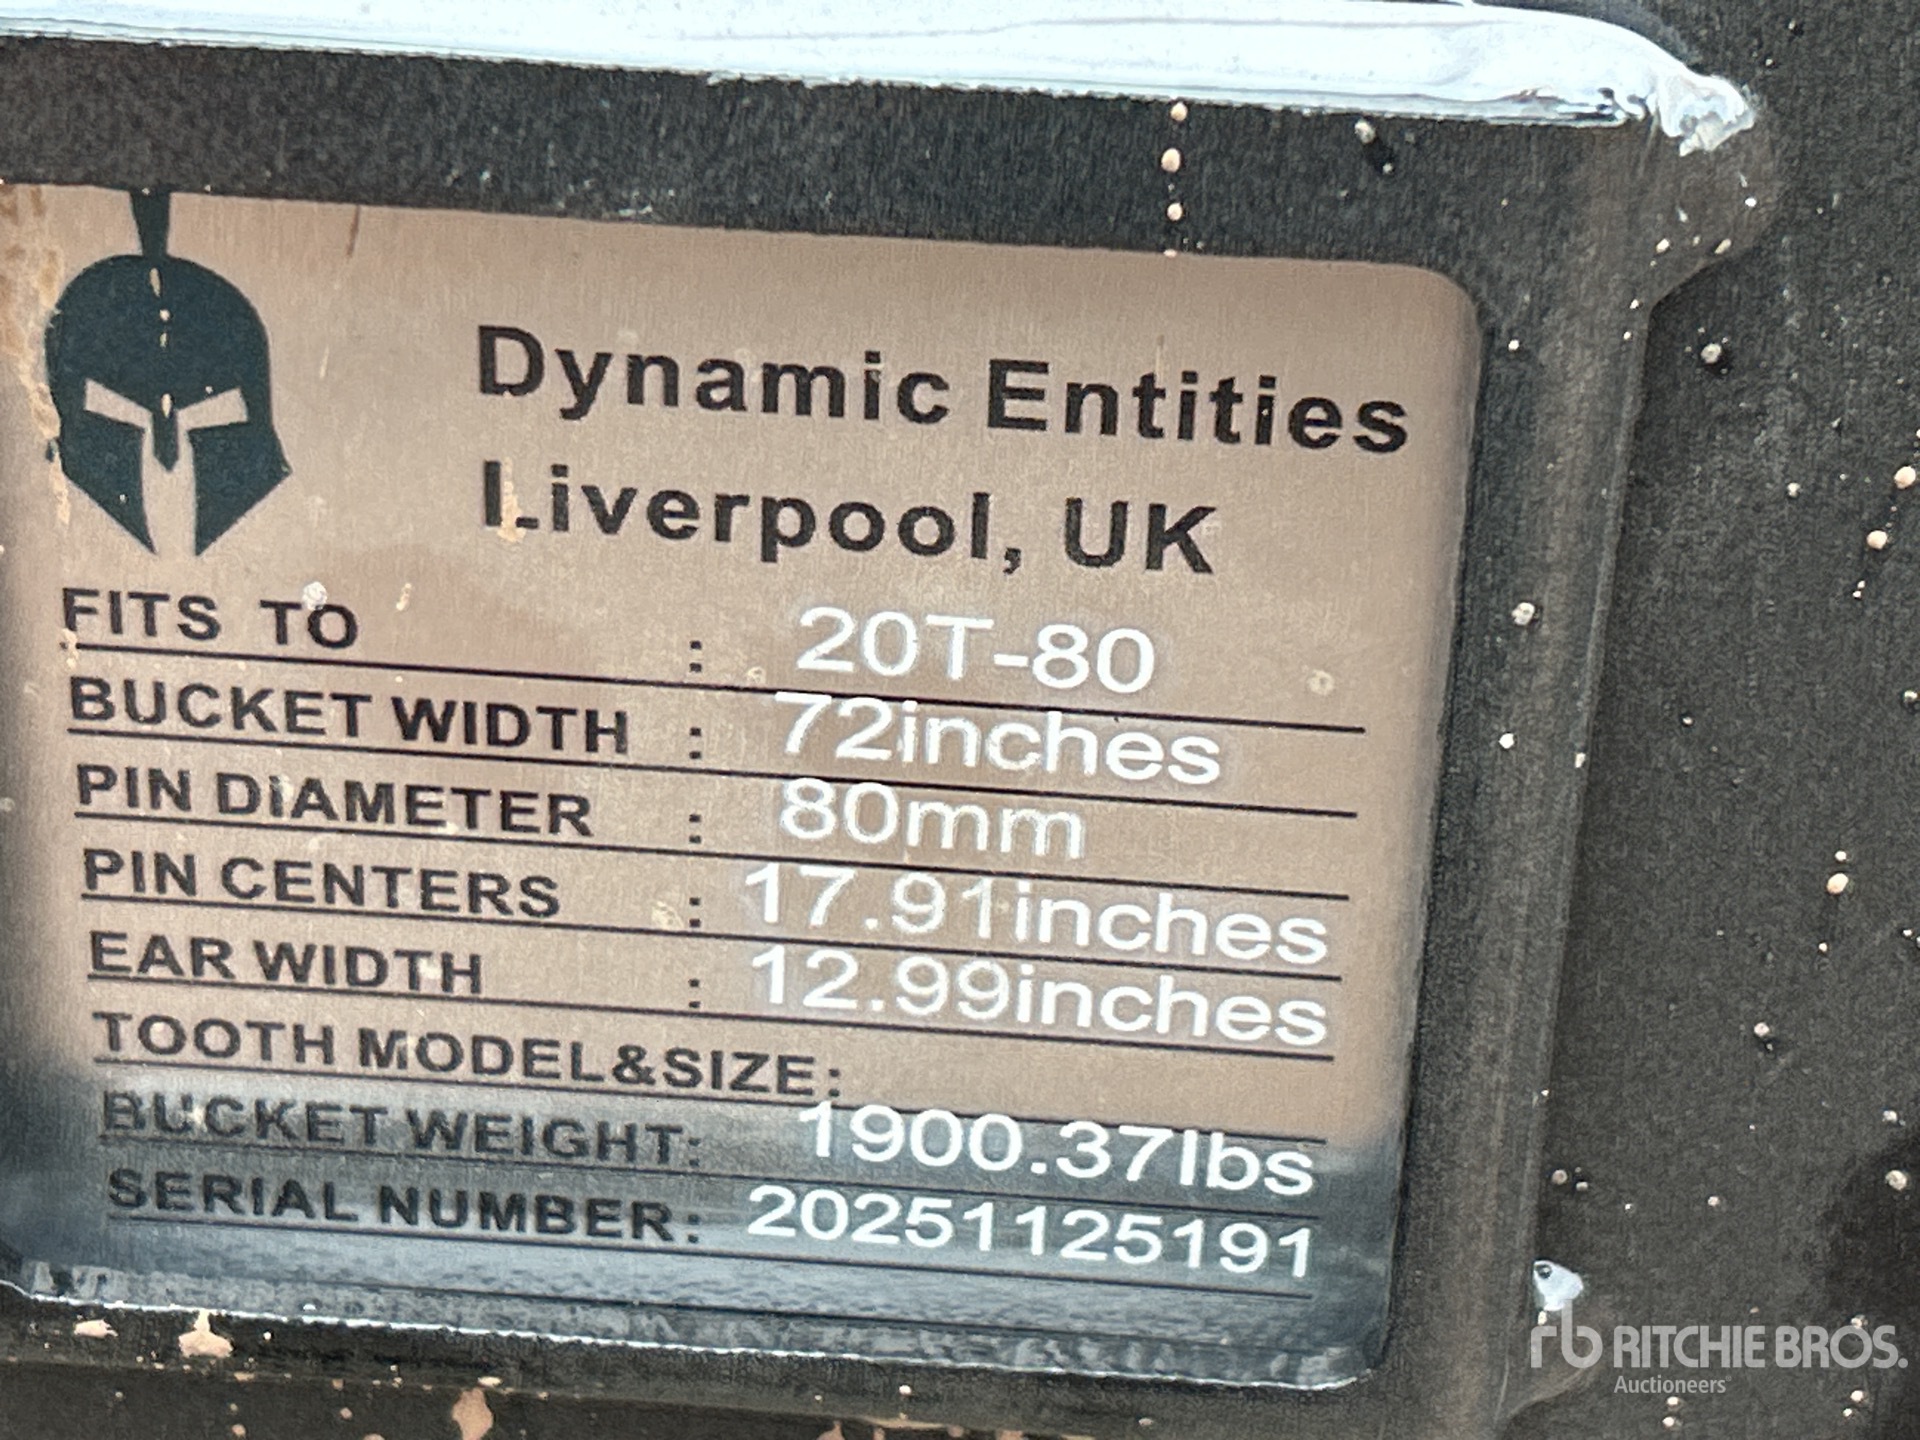 Dynamic Entities
Liverpool, UK
FITS TO : 20T-80
BUCKET WIDTH : 72inches
PIN DIAMETER : 80mm
PIN CENTERS : 17.91inches
EAR WIDTH : 12.99inches
TOOTH MODEL&SIZE:
BUCKET WEIGHT: 1900.37lbs
SERIAL NUMBER: 20251125191
rb RITCHIE BROS.
Auctioneers